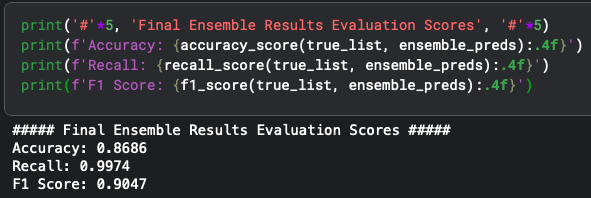 print('#'*5, 'Final Ensemble Results Evaluation Scores', '#'*5)
print(f'Accuracy: {accuracy_score(true_list, ensemble_preds):.4f}')
print(f'Recall: {recall_score(true_list, ensemble_preds):.4f}')
print(f'F1 Score: {f1_score(true_list, ensemble_preds):.4f}')
##### Final Ensemble Results Evaluation Scores #####
Accuracy: 0.8686
Recall: 0.9974
F1 Score: 0.9047